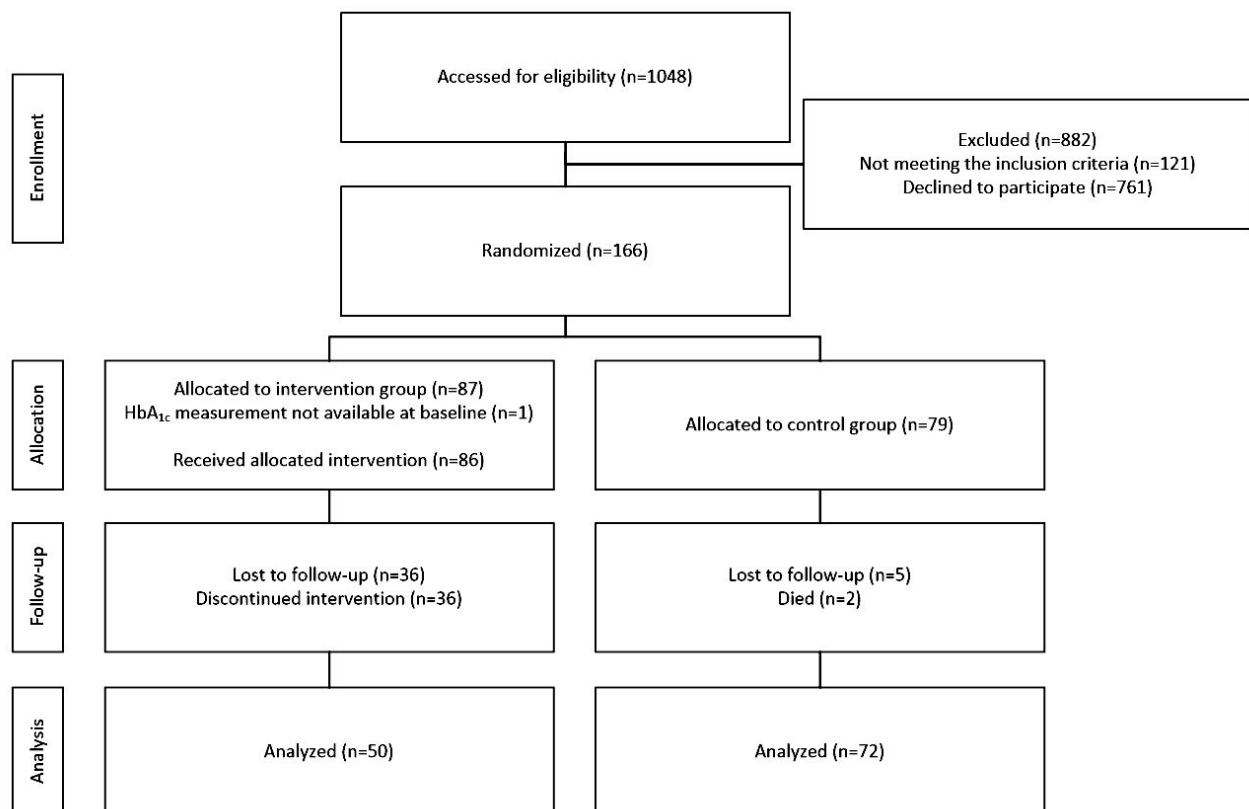 Enrollment
Accessed for eligibility (n=1048)
Excluded (n=882)
Not meeting the inclusion criteria (n=121)
Declined to participate (n=761)
Randomized (n=166)
Allocation
Allocated to intervention group (n=87)
HbA₁c measurement not available at baseline (n=1)
Received allocated intervention (n=86)
Allocated to control group (n=79)
Follow-up
Lost to follow-up (n=36)
Discontinued intervention (n=36)
Lost to follow-up (n=5)
Died (n=2)
Analysis
Analyzed (n=50)
Analyzed (n=72)